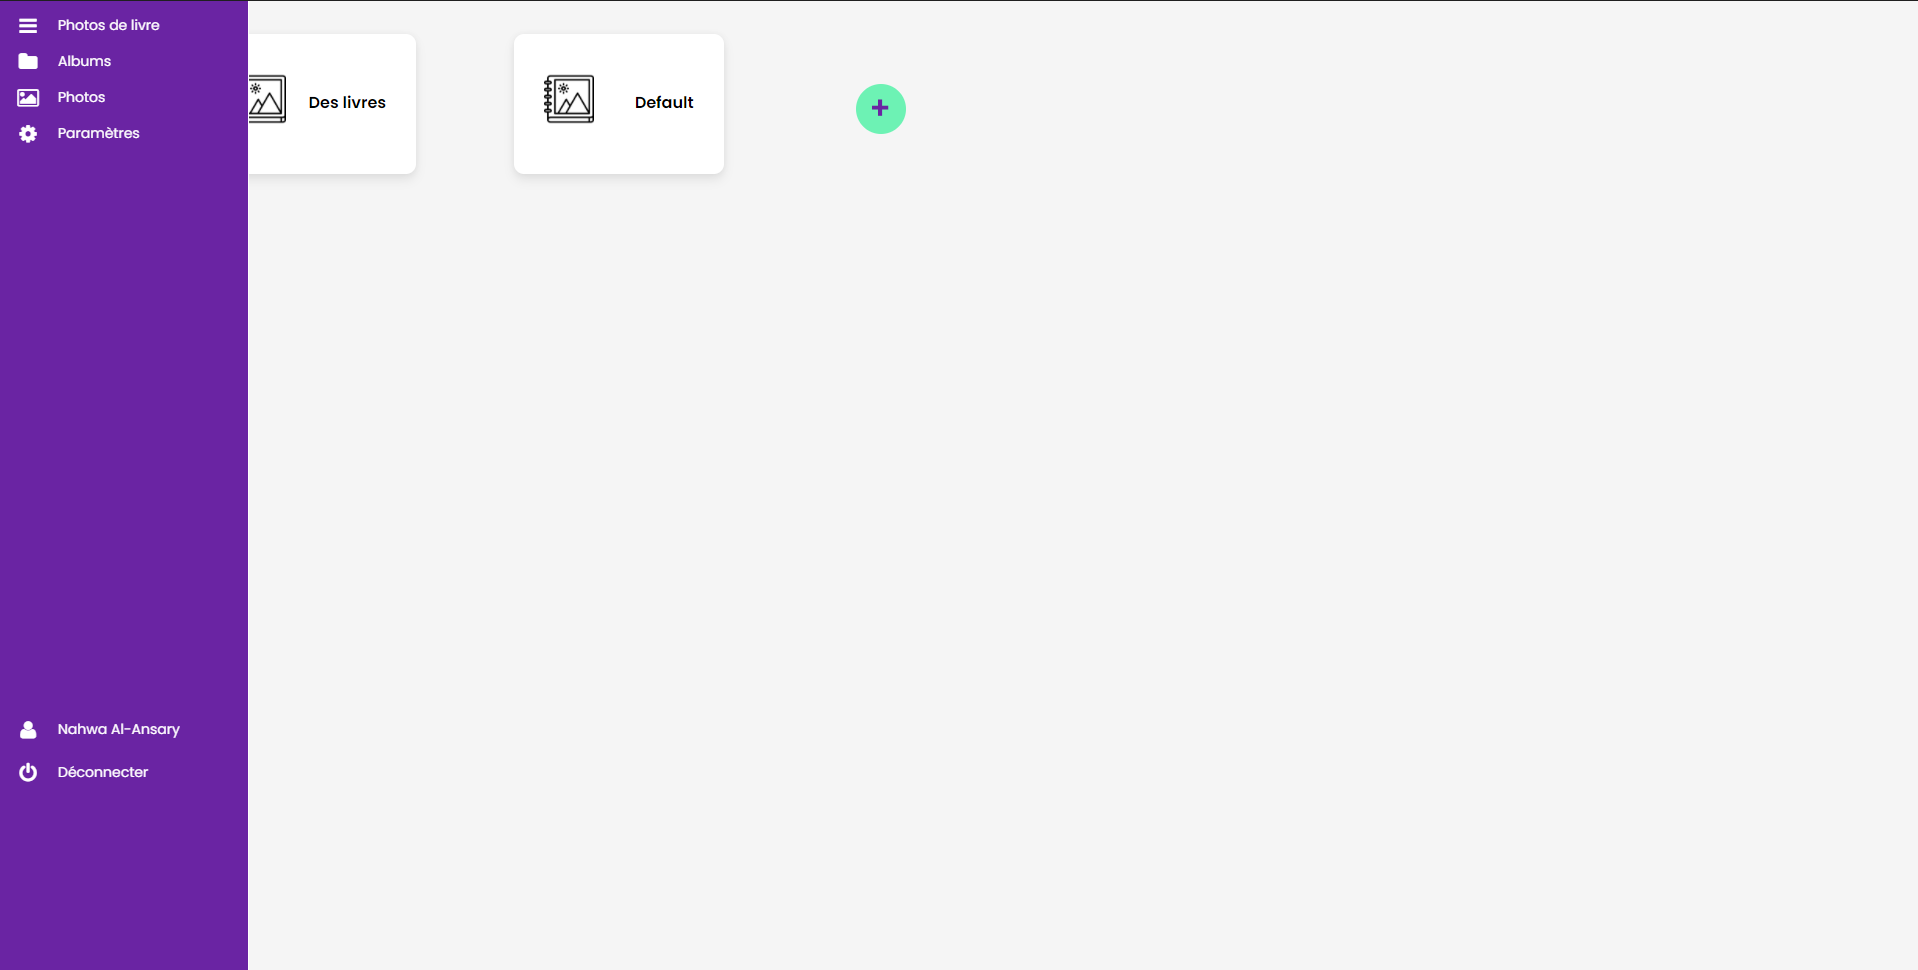 Photos de livre
Albums
Photos
Paramètres
Des livres
Default
+
Nahwa Al-Ansary
Déconnecter